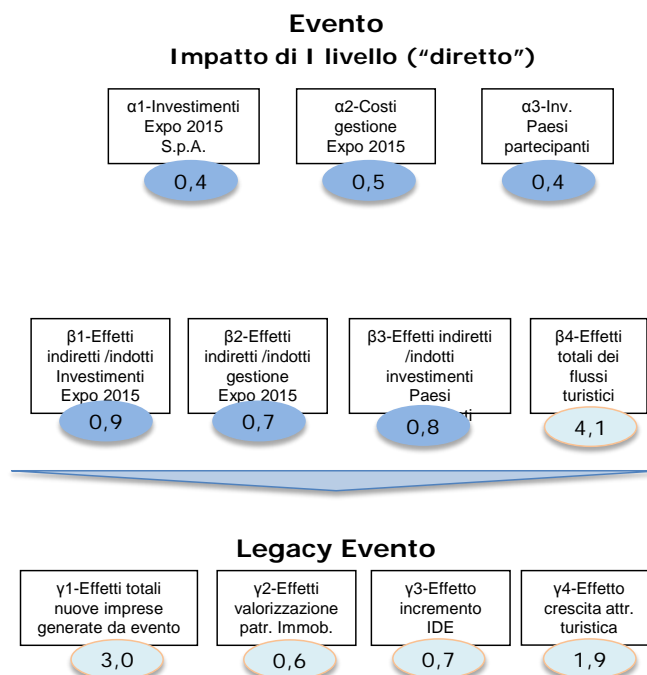 Evento
Impatto di I livello (“diretto”)
α1-Investimenti
Expo 2015
S.p.A.
0,4
α2-Costi
gestione
Expo 2015
0,5
α3-Inv.
Paesi
partecipanti
0,4
β1-Effetti
indiretti /indotti
Investimenti
Expo 2015
0,9
β2-Effetti
indiretti /indotti
gestione
Expo 2015
0,7
β3-Effetti indiretti
/indotti
investimenti
Paesi
0,8
β4-Effetti
totali dei
flussi
turistici
4,1
Legacy Evento
γ1-Effetti totali
nuove imprese
generate da evento
3,0
γ2-Effetti
valorizzazione
patr. Immob.
0,6
γ3-Effetto
incremento
IDE
0,7
γ4-Effetto
crescita attr.
turistica
1,9